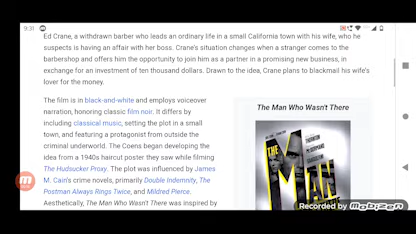 9:31
Ed Crane, a withdrawn barber who leads an ordinary life in a small California town with his wife, who he
suspects is having an affair with her boss. Crane's situation changes when a stranger comes to the
barbershop and offers him the opportunity to join him as a partner in a promising new business, in
exchange for an investment of ten thousand dollars. Drawn to the idea, Crane plans to blackmail his wife's
lover for the money.
The film is in black-and-white and employs voiceover
narration, honoring classic film noir. It differs by
including classical music, setting the plot in a small
town, and featuring a protagonist from outside the
criminal underworld. The Coens began developing the
idea from a 1940s haircut poster they saw while filming
The Hudsucker Proxy. The plot was influenced by James
M. Cain's crime novels, primarily Double Indemnity, The
Postman Always Rings Twice, and Mildred Pierce.
Aesthetically, The Man Who Wasn't There was inspired by
The Man Who Wasn't There
THE
MAN
Recorded by Mobizen